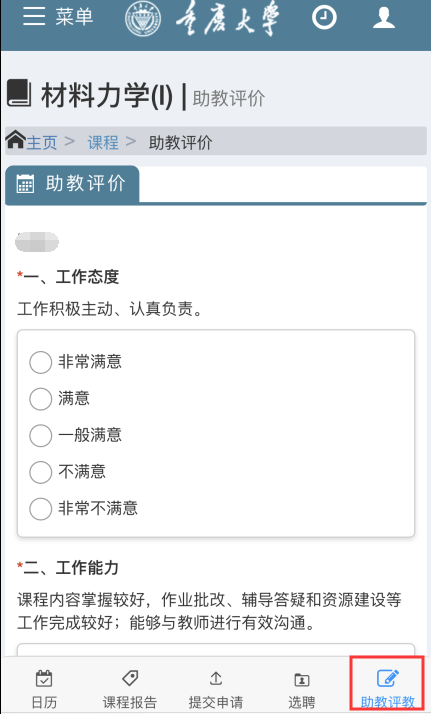 菜单 重庆大学
材料力学(I) | 助教评价
主页 > 课程 > 助教评价
助教评价
*一、工作态度
工作积极主动、认真负责。
非常满意
满意
一般满意
不满意
非常不满意
*二、工作能力
课程内容掌握较好，作业批改、辅导答疑和资源建设等
工作完成较好；能够与教师进行有效沟通。
日历 课程报告 提交申请 选聘 助教评教